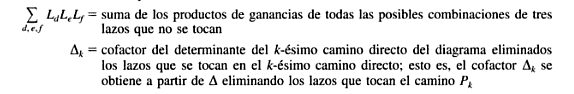 ∑ L_d L_e L_f = suma de los productos de ganancias de todas las posibles combinaciones de tres
d, e, f lazos que no se tocan
Δ_k = cofactor del determinante del k-ésimo camino directo del diagrama eliminados
los lazos que se tocan en el k-ésimo camino directo; esto es, el cofactor Δ_k se
obtiene a partir de Δ eliminando los lazos que tocan el camino P_k